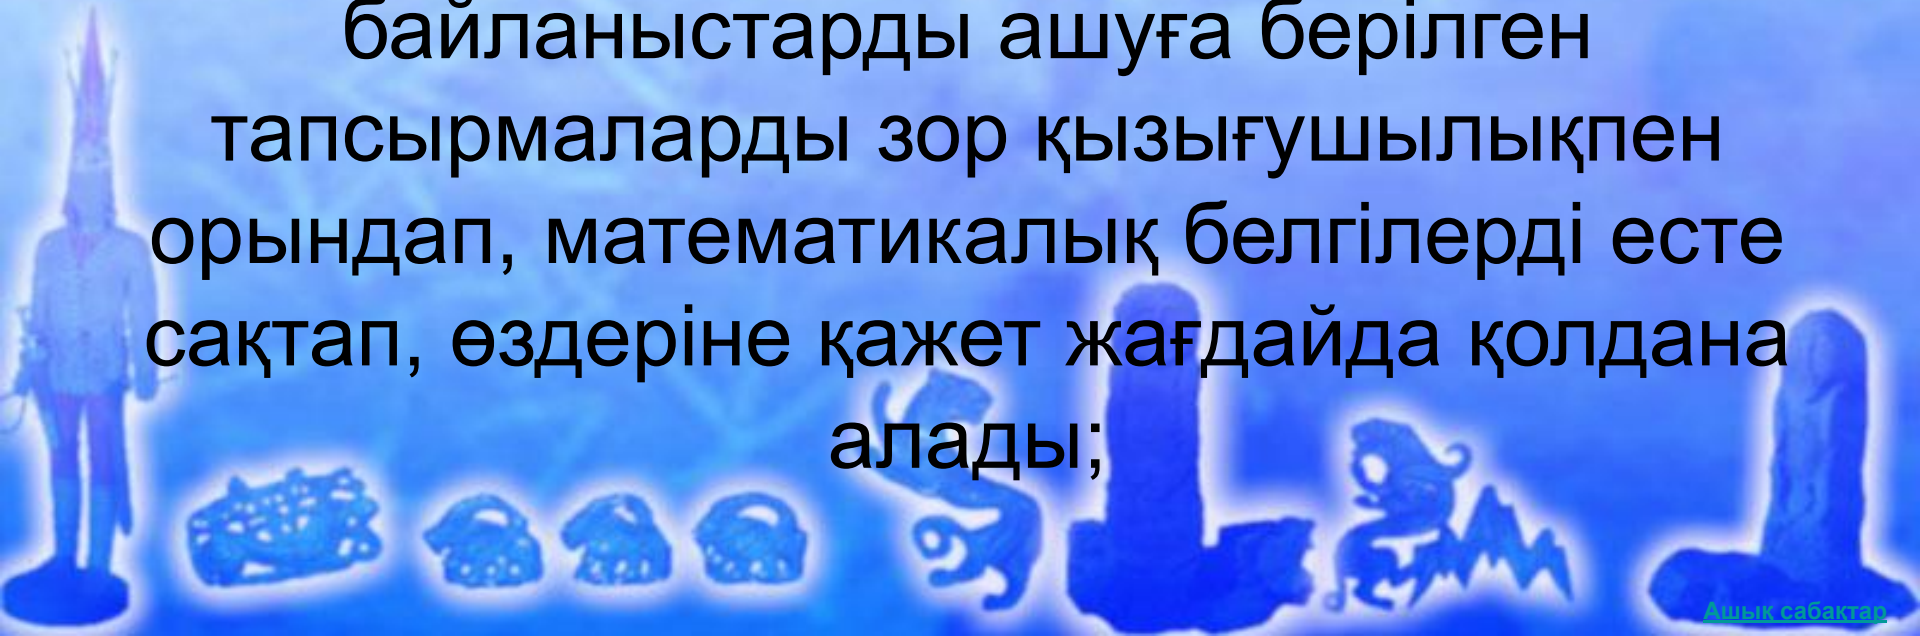 байланыстарды ашуға берілген
тапсырмаларды зор қызығушылықпен
орындап, математикалық белгілерді есте
сақтап, өздеріне қажет жағдайда қолдана
алады;
Ашық сабақтар